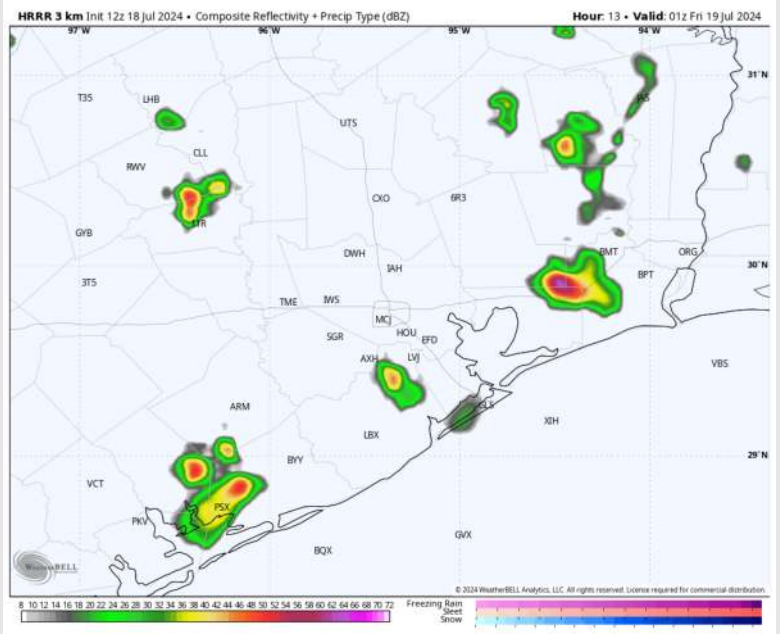 HRRR 3 km Init 12z 18 Jul 2024 • Composite Reflectivity + Precip Type (dBZ)
Hour: 13 • Valid: 01z Fri 19 Jul 2024
97°W 96°W 95°W 94°W
31°N
T35 LHB JAS
UTS
CLL
RWV
CXO 6R3
11R
GYB
DWH BMT ORG
30°N
IAH
3T5 BPT
TME IWS
MCJ
SGR HOU
EFD
AXH LVJ
VBS
ARM GLS
XIH
LBX
29°N
BYY
VCT
PSX
PKV
GVX
BQX
WeatherBELL
© 2024 WeatherBELL Analytics, LLC. All rights reserved. License required for commercial distribution.
8 10 12 14 16 18 20 22 24 26 28 30 32 34 36 38 40 42 44 46 48 50 52 54 56 58 60 62 64 66 68 70 72
Freezing Rain
Sleet
Snow